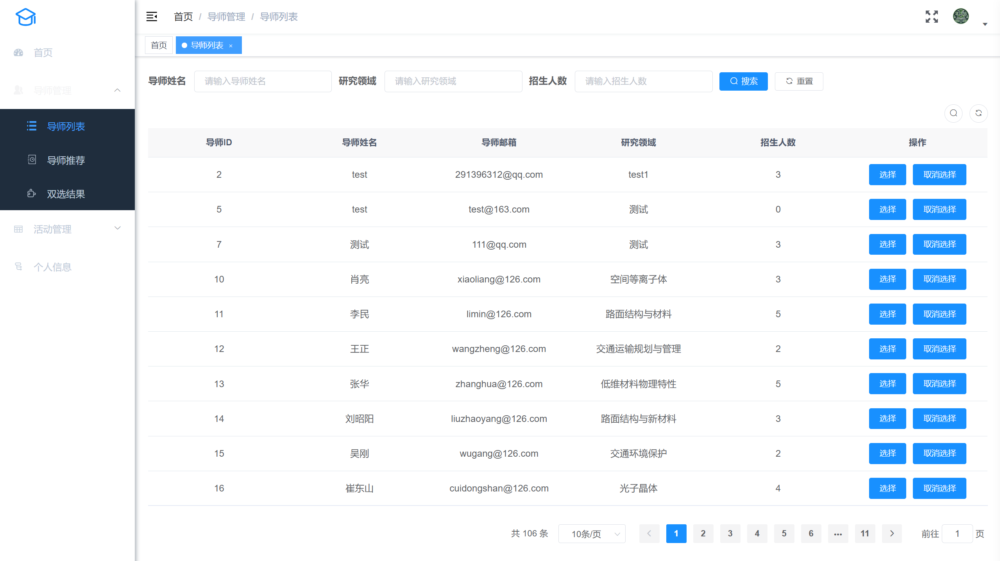 首页 / 导师管理 / 导师列表
首页
导师列表 ×
首页
导师管理
导师列表
导师推荐
双选结果
活动管理
个人信息
导师姓名 请输入导师姓名 研究领域 请输入研究领域 招生人数 请输入招生人数 搜索 重置
导师ID 导师姓名 导师邮箱 研究领域 招生人数 操作
2 test 291396312@qq.com test1 3 选择 取消选择
5 test test@163.com 测试 0 选择 取消选择
7 测试 111@qq.com 测试 3 选择 取消选择
10 肖亮 xiaoliang@126.com 空间等离子体 3 选择 取消选择
11 李民 limin@126.com 路面结构与材料 5 选择 取消选择
12 王正 wangzheng@126.com 交通运输规划与管理 2 选择 取消选择
13 张华 zhanghua@126.com 低维材料物理特性 5 选择 取消选择
14 刘昭阳 liuzhaoyang@126.com 路面结构与新材料 3 选择 取消选择
15 吴刚 wugang@126.com 交通环境保护 2 选择 取消选择
16 崔东山 cuidongshan@126.com 光子晶体 4 选择 取消选择
共 106 条 10条/页 1 2 3 4 5 6 ... 11 前往 1 页